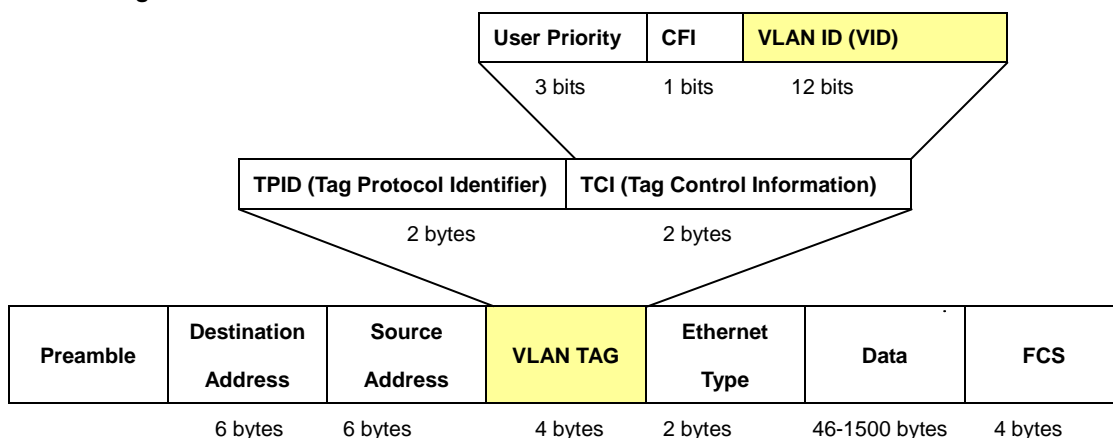 User Priority CFI VLAN ID (VID)
3 bits 1 bits 12 bits
TPID (Tag Protocol Identifier) TCI (Tag Control Information)
2 bytes 2 bytes
Preamble Destination Address Source Address VLAN TAG Ethernet Type Data FCS
6 bytes 6 bytes 4 bytes 2 bytes 46-1500 bytes 4 bytes